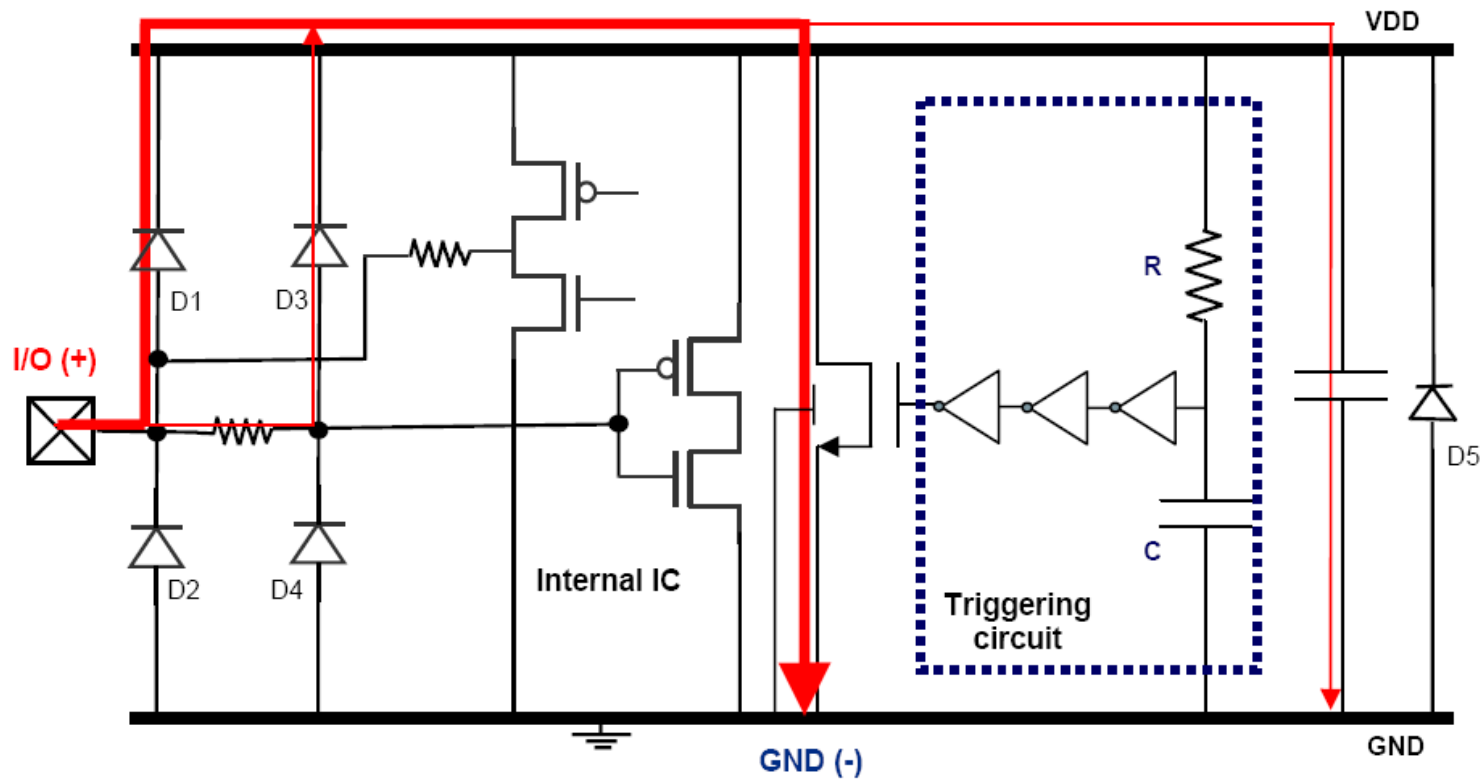 VDD
D1
D3
R
I/O (+)
D5
D2
D4
Internal IC
C
Triggering
circuit
GND (-)
GND